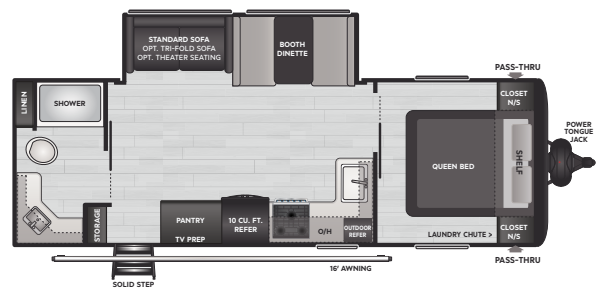 STANDARD SOFA
OPT. TRI-FOLD SOFA
OPT. THEATER SEATING
BOOTH
DINETTE
PASS-THRU
LINEN
SHOWER
CLOSET
N/S
POWER
TONGUE
JACK
QUEEN BED
SHELF
STORAGE
PANTRY
TV PREP
10 CU. FT.
REFER
O/H
OUTDOOR
REFER
LAUNDRY CHUTE >
CLOSET
N/S
PASS-THRU
16' AWNING
SOLID STEP